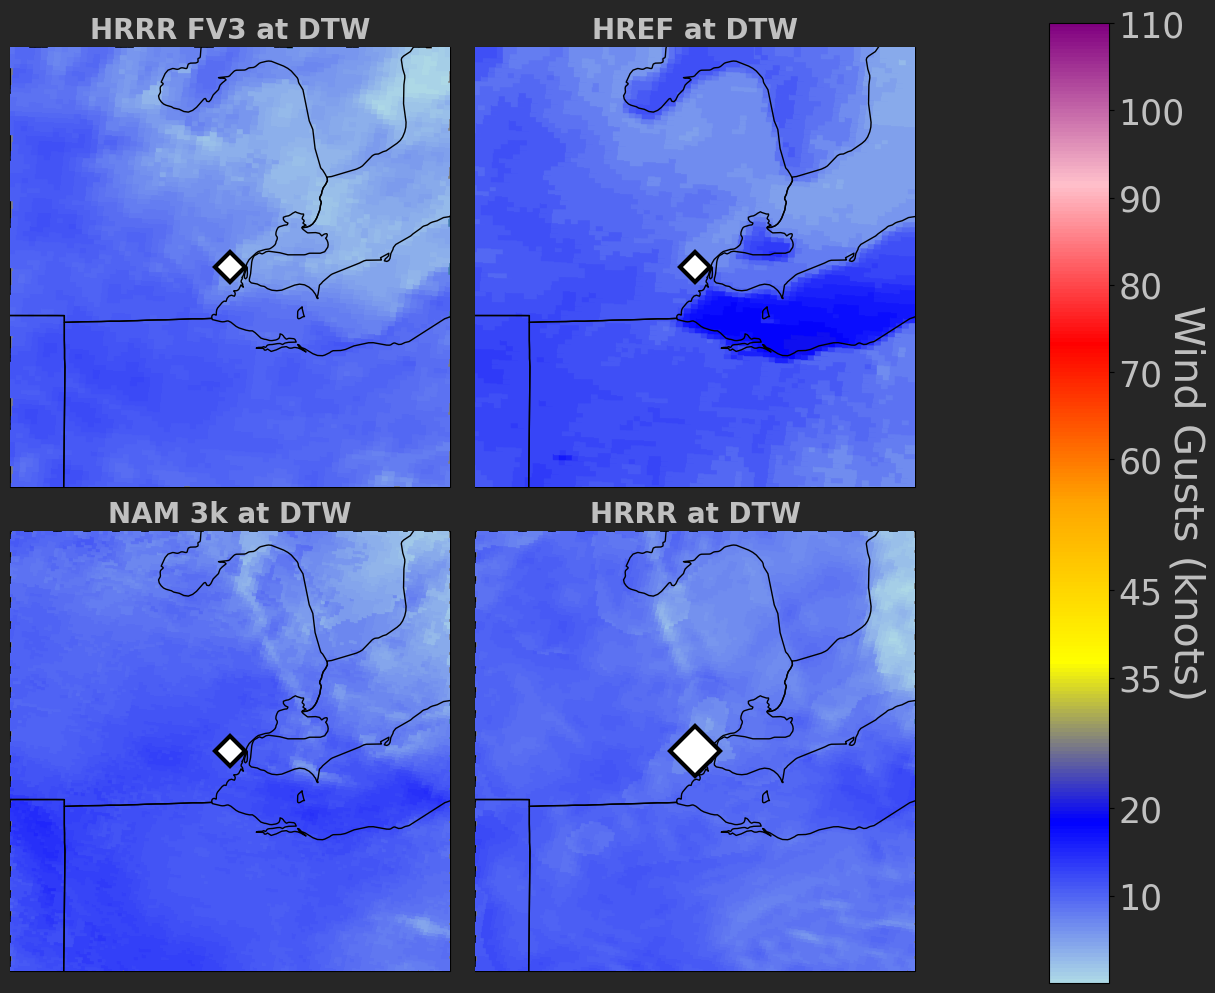 HRRR FV3 at DTW
HREF at DTW
NAM 3k at DTW
HRRR at DTW
110
100
90
80
70
60
45
35
20
10
Wind Gusts (knots)